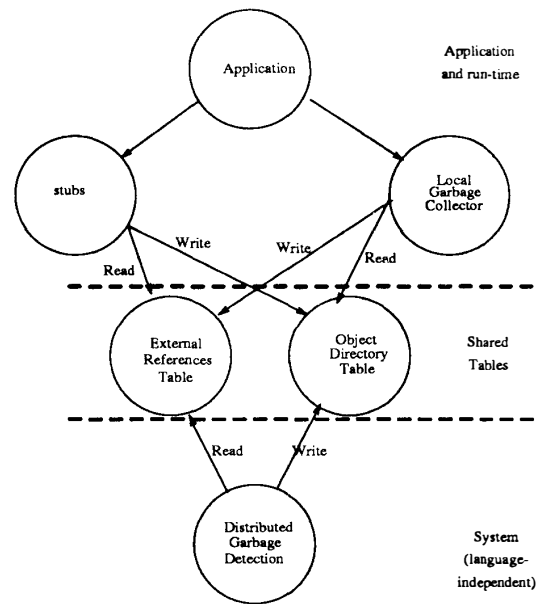 Application
Application
and run-time
stubs
Local
Garbage
Collector
Write
Write
Read
Read
External
References
Table
Object
Directory
Table
Shared
Tables
Read
Write
Distributed
Garbage
Detection
System
(language-
independent)